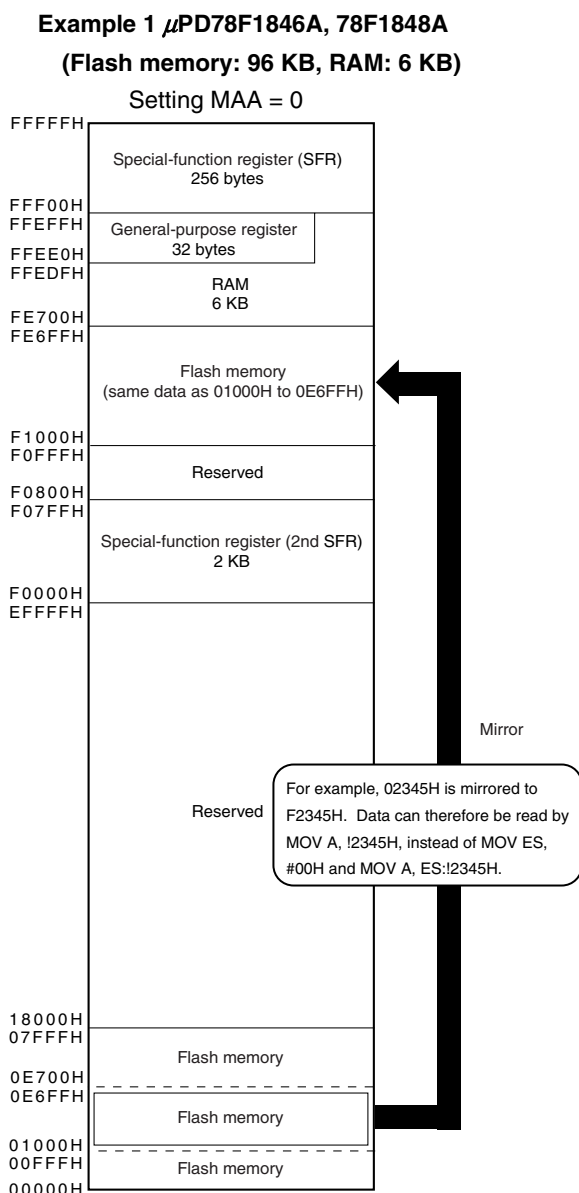 Example 1 µPD78F1846A, 78F1848A
(Flash memory: 96 KB, RAM: 6 KB)
Setting MAA = 0
FFFFFH
Special-function register (SFR)
256 bytes
FFF00H
FFEFFH
General-purpose register
32 bytes
FFEE0H
FFEDFH
RAM
6 KB
FE700H
FE6FFH
Flash memory
(same data as 01000H to 0E6FFH)
F1000H
F0FFFH
Reserved
F0800H
F07FFH
Special-function register (2nd SFR)
2 KB
F0000H
EFFFFH
Mirror
For example, 02345H is mirrored to
F2345H. Data can therefore be read by
MOV A, !2345H, instead of MOV ES,
#00H and MOV A, ES:!2345H.
Reserved
18000H
07FFFH
Flash memory
0E700H
0E6FFH
Flash memory
01000H
00FFFH
Flash memory
00000H